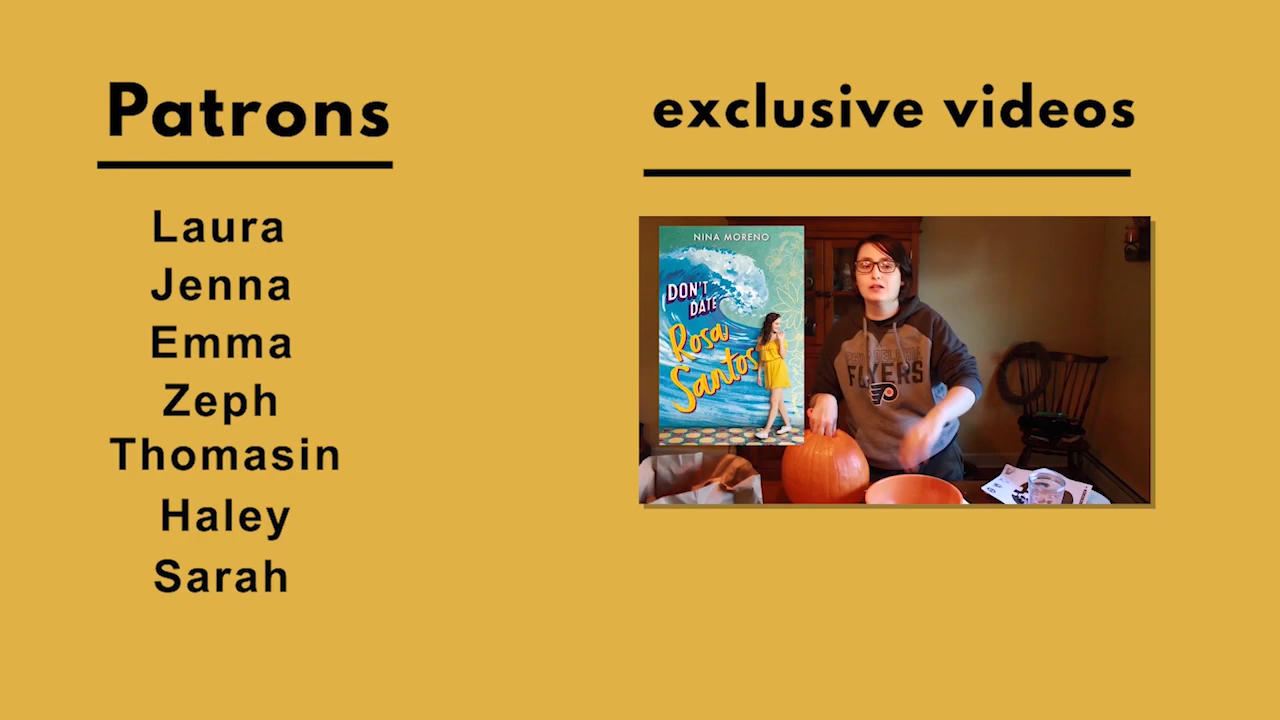 Patrons
Laura
Jenna
Emma
Zeph
Thomasin
Haley
Sarah
exclusive videos
NINA MORENO
DON'T
DATE
Rosa
Santos
FLYERS